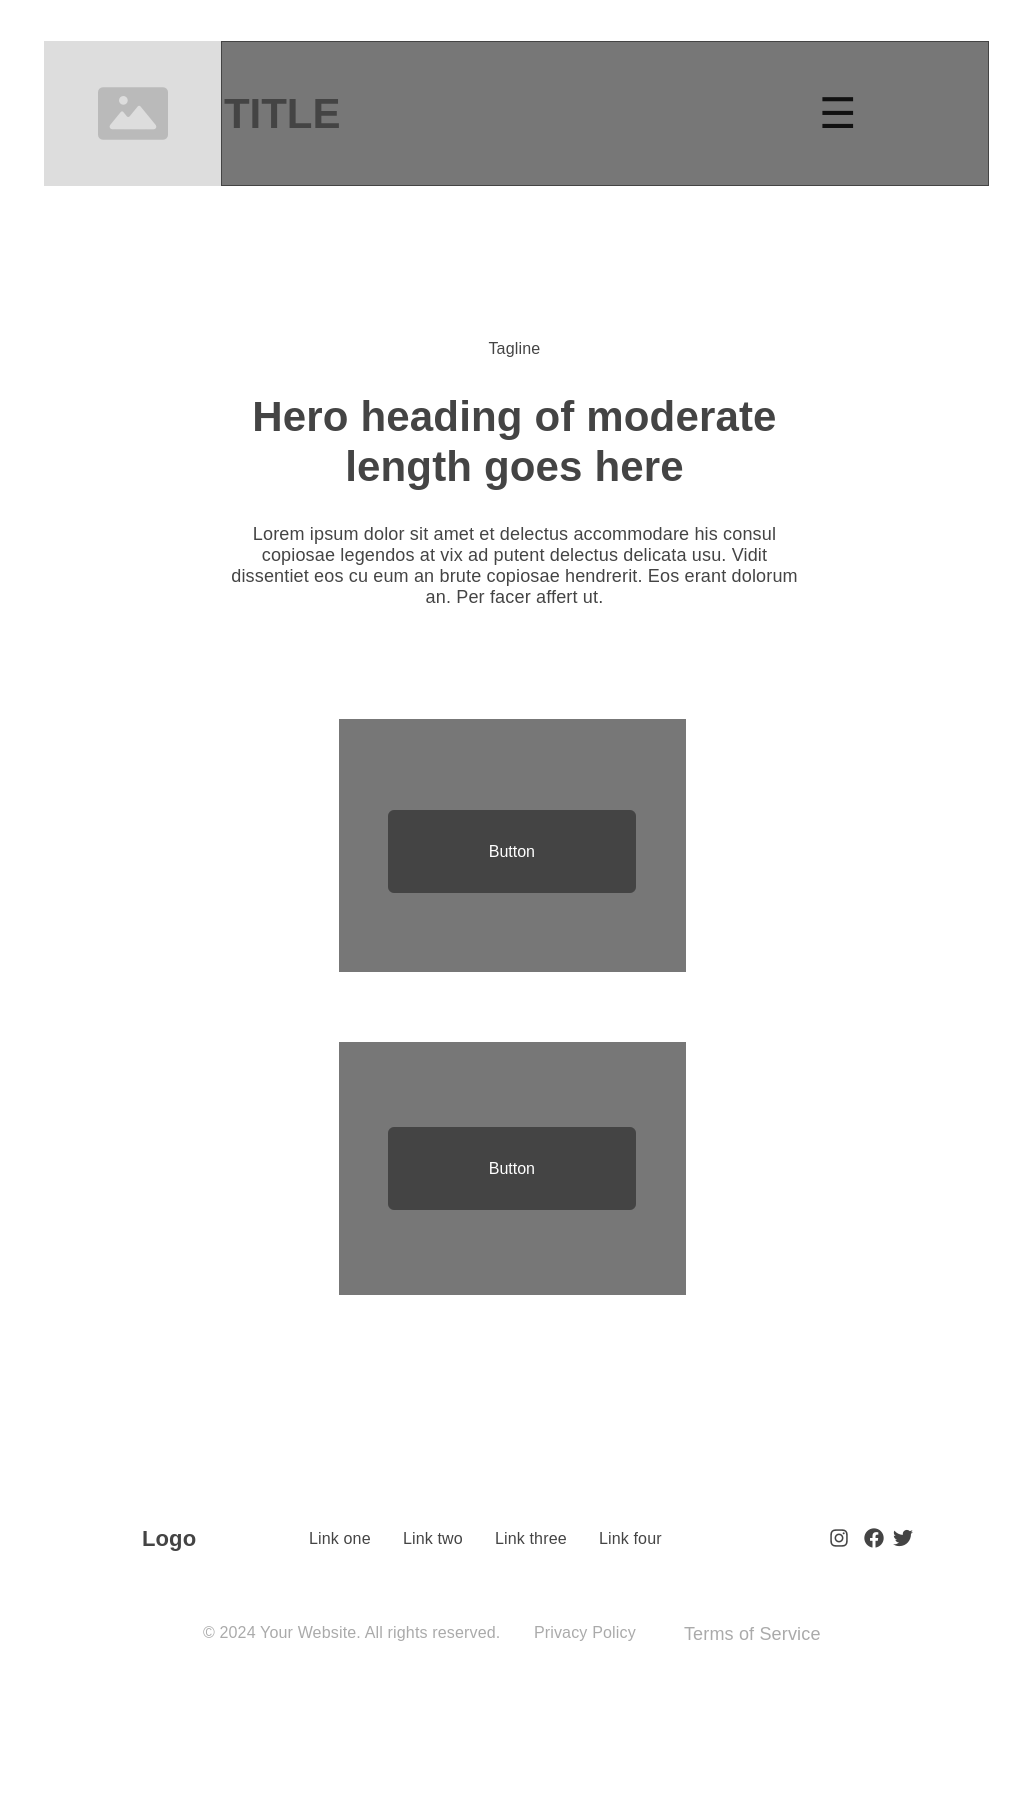 TITLE
Tagline
Hero heading of moderate
length goes here
Lorem ipsum dolor sit amet et delectus accommodare his consul
copiosae legendos at vix ad putent delectus delicata usu. Vidit
dissentiet eos cu eum an brute copiosae hendrerit. Eos erant dolorum
an. Per facer affert ut.
Button
Button
Logo Link one Link two Link three Link four
© 2024 Your Website. All rights reserved. Privacy Policy Terms of Service